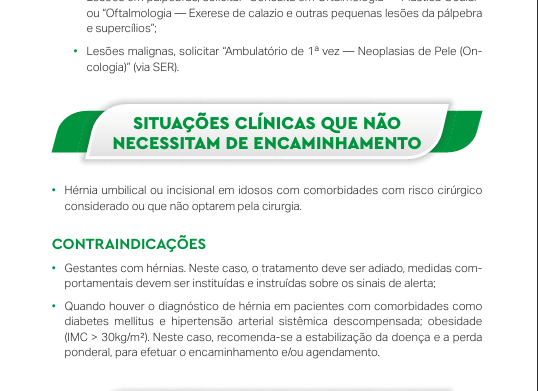 ou “Oftalmologia — Exerese de calazio e outras pequenas lesões da pálpebra
e supercílios”;
• Lesões malignas, solicitar “Ambulatório de 1ª vez — Neoplasias de Pele (On-
cologia)” (via SER).
SITUAÇÕES CLÍNICAS QUE NÃO
NECESSITAM DE ENCAMINHAMENTO
• Hérnia umbilical ou incisional em idosos com comorbidades com risco cirúrgico
considerado ou que não optarem pela cirurgia.
CONTRAINDICAÇÕES
• Gestantes com hérnias. Neste caso, o tratamento deve ser adiado, medidas com-
portamentais devem ser instituídas e instruídas sobre os sinais de alerta;
• Quando houver o diagnóstico de hérnia em pacientes com comorbidades como
diabetes mellitus e hipertensão arterial sistêmica descompensada; obesidade
(IMC > 30kg/m²). Neste caso, recomenda-se a estabilização da doença e a perda
ponderal, para efetuar o encaminhamento e/ou agendamento.